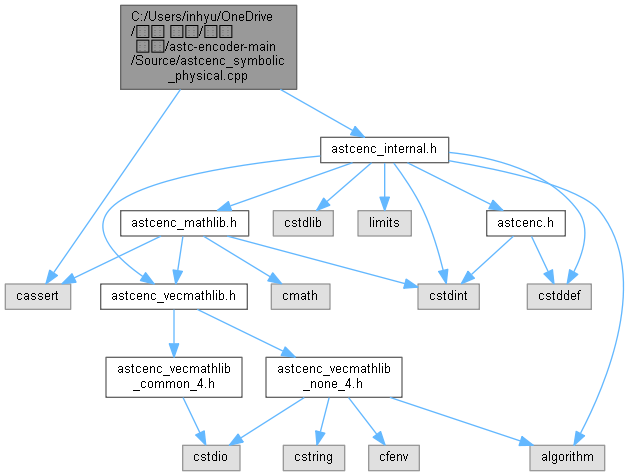 C:/Users/inhyu/OneDrive
/ /
/astc-encoder-main
/Source/astcenc_symbolic
_physical.cpp
astcenc_internal.h
astcenc_mathlib.h
cstdlib
limits
astcenc.h
cassert
astcenc_vecmathlib.h
cmath
cstdint
cstddef
astcenc_vecmathlib
_common_4.h
astcenc_vecmathlib
_none_4.h
cstdio
cstring
cfenv
algorithm